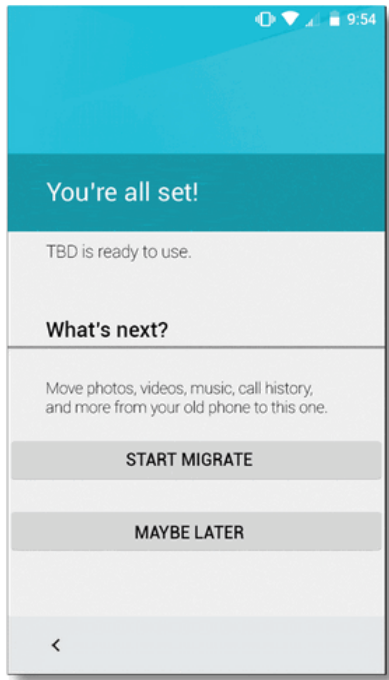 9:54
You're all set!
TBD is ready to use.
What's next?
Move photos, videos, music, call history,
and more from your old phone to this one.
START MIGRATE
MAYBE LATER